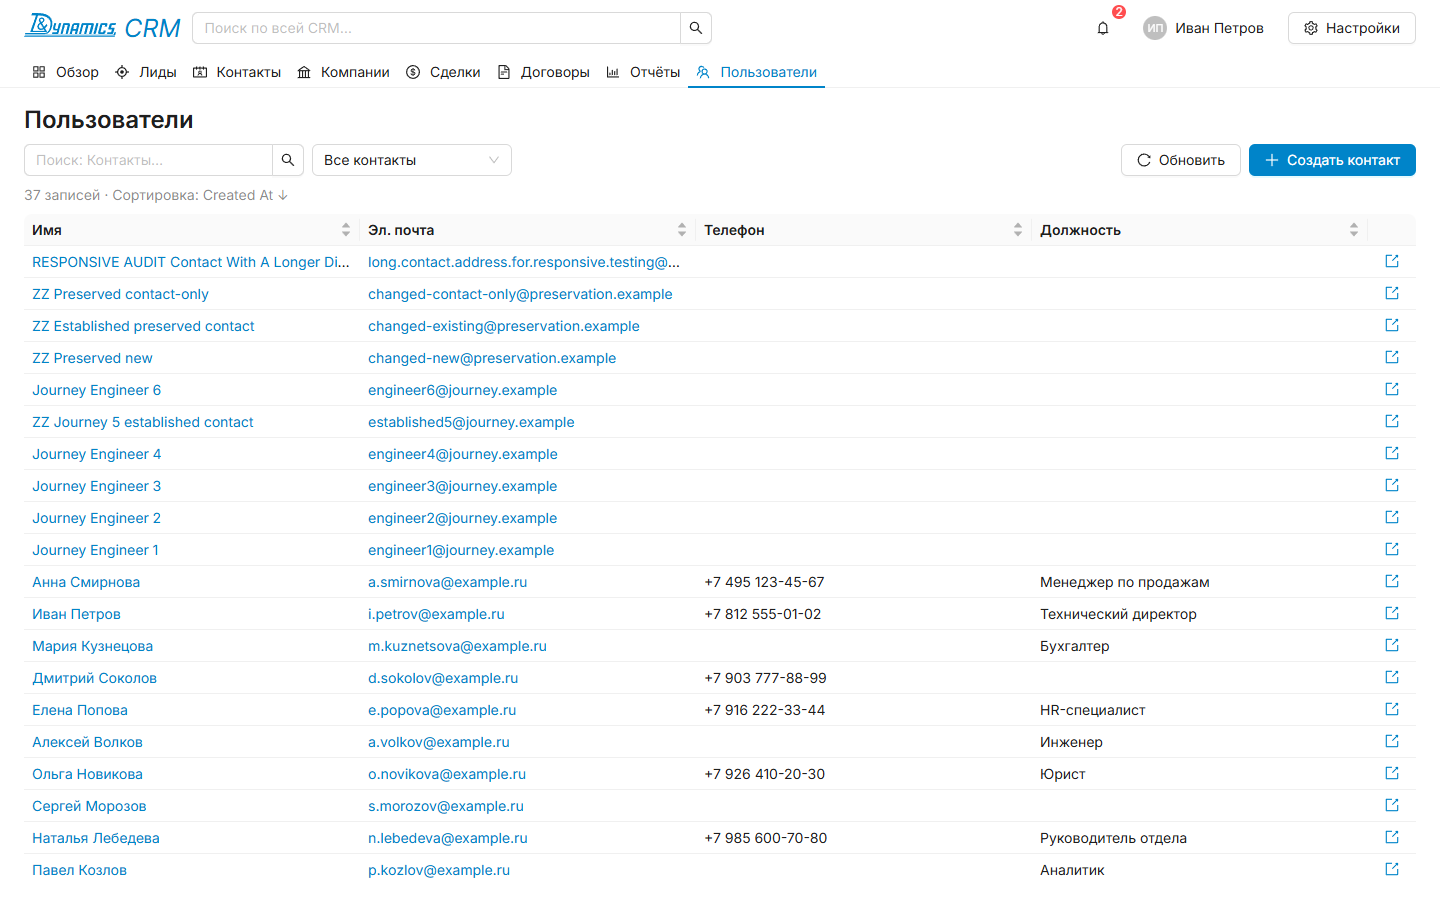 Dynamics CRM
Поиск по всей CRM...
2
ИП Иван Петров
Настройки
Обзор Лиды Контакты Компании Сделки Договоры Отчёты Пользователи
Пользователи
Поиск: Контакты...
Все контакты
Обновить
Создать контакт
37 записей · Сортировка: Created At ↓
Имя Эл. почта Телефон Должность
RESPONSIVE AUDIT Contact With A Longer Di... long.contact.address.for.responsive.testing@...
ZZ Preserved contact-only changed-contact-only@preservation.example
ZZ Established preserved contact changed-existing@preservation.example
ZZ Preserved new changed-new@preservation.example
Journey Engineer 6 engineer6@journey.example
ZZ Journey 5 established contact established5@journey.example
Journey Engineer 4 engineer4@journey.example
Journey Engineer 3 engineer3@journey.example
Journey Engineer 2 engineer2@journey.example
Journey Engineer 1 engineer1@journey.example
Анна Смирнова a.smirnova@example.ru +7 495 123-45-67 Менеджер по продажам
Иван Петров i.petrov@example.ru +7 812 555-01-02 Технический директор
Мария Кузнецова m.kuznetsova@example.ru Бухгалтер
Дмитрий Соколов d.sokolov@example.ru +7 903 777-88-99
Елена Попова e.popova@example.ru +7 916 222-33-44 HR-специалист
Алексей Волков a.volkov@example.ru Инженер
Ольга Новикова o.novikova@example.ru +7 926 410-20-30 Юрист
Сергей Морозов s.morozov@example.ru
Наталья Лебедева n.lebedeva@example.ru +7 985 600-70-80 Руководитель отдела
Павел Козлов p.kozlov@example.ru Аналитик